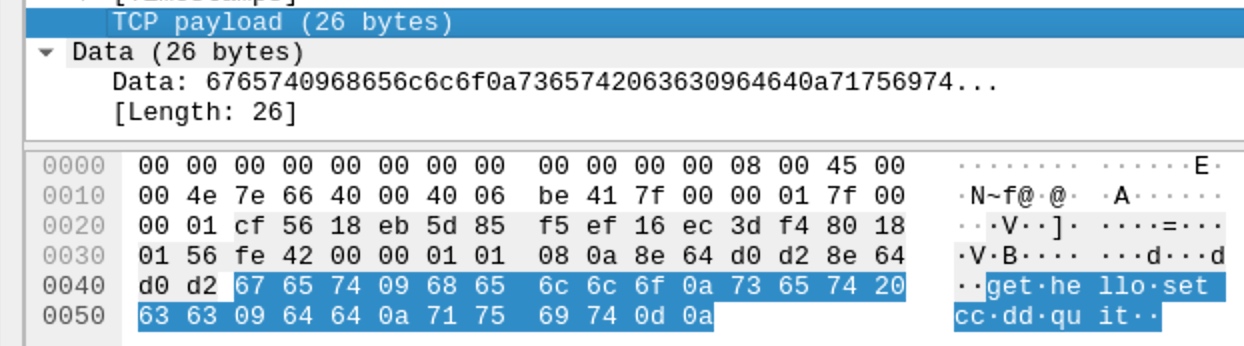 TCP payload (26 bytes)
Data (26 bytes)
Data: 6765740968656c6c6f0a7365742063630964640a71756974...
[Length: 26]
0000 00 00 00 00 00 00 00 00 00 00 00 00 08 00 45 00 ········ ······E·
0010 00 4e 7e 66 40 00 40 06 be 41 7f 00 00 01 7f 00 ·N~f@·@· ·A······
0020 00 01 cf 56 18 eb 5d 85 f5 ef 16 ec 3d f4 80 18 ···V··]· ····=···
0030 01 56 fe 42 00 00 01 01 08 0a 8e 64 d0 d2 8e 64 ·V·B···· ···d···d
0040 d0 d2 67 65 74 09 68 65 6c 6c 6f 0a 73 65 74 20 ··get·he llo·set
0050 63 63 09 64 64 0a 71 75 69 74 0d 0a cc·dd·qu it··